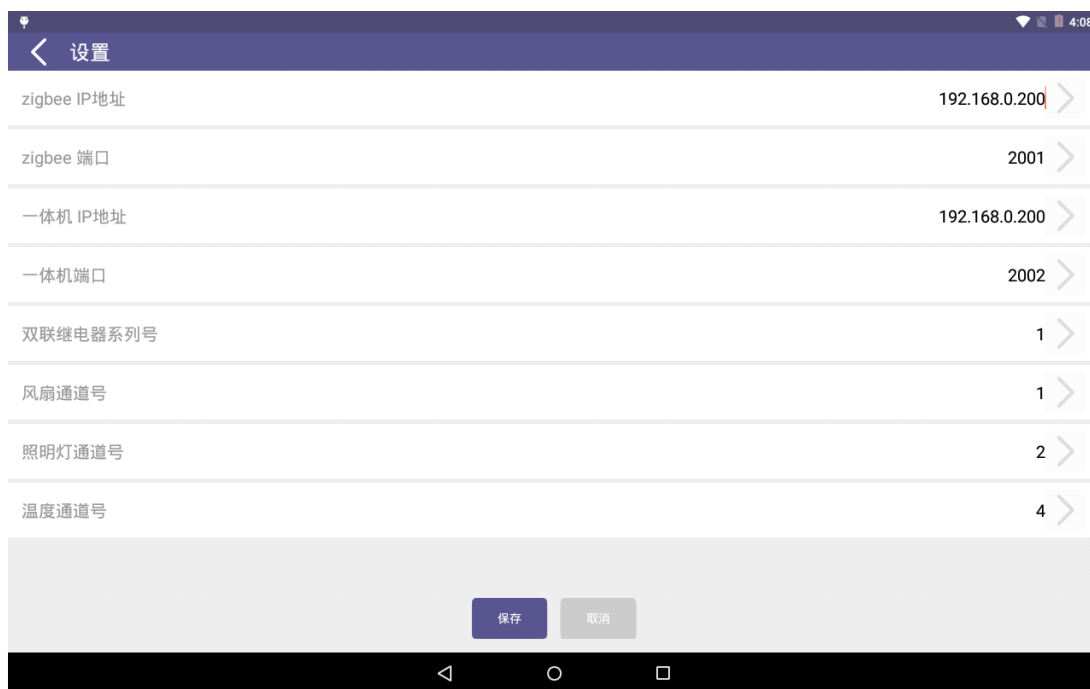 4:08
设置
zigbee IP地址 192.168.0.200
zigbee 端口 2001
一体机 IP地址 192.168.0.200
一体机端口 2002
双联继电器系列号 1
风扇通道号 1
照明灯通道号 2
温度通道号 4
保存 取消